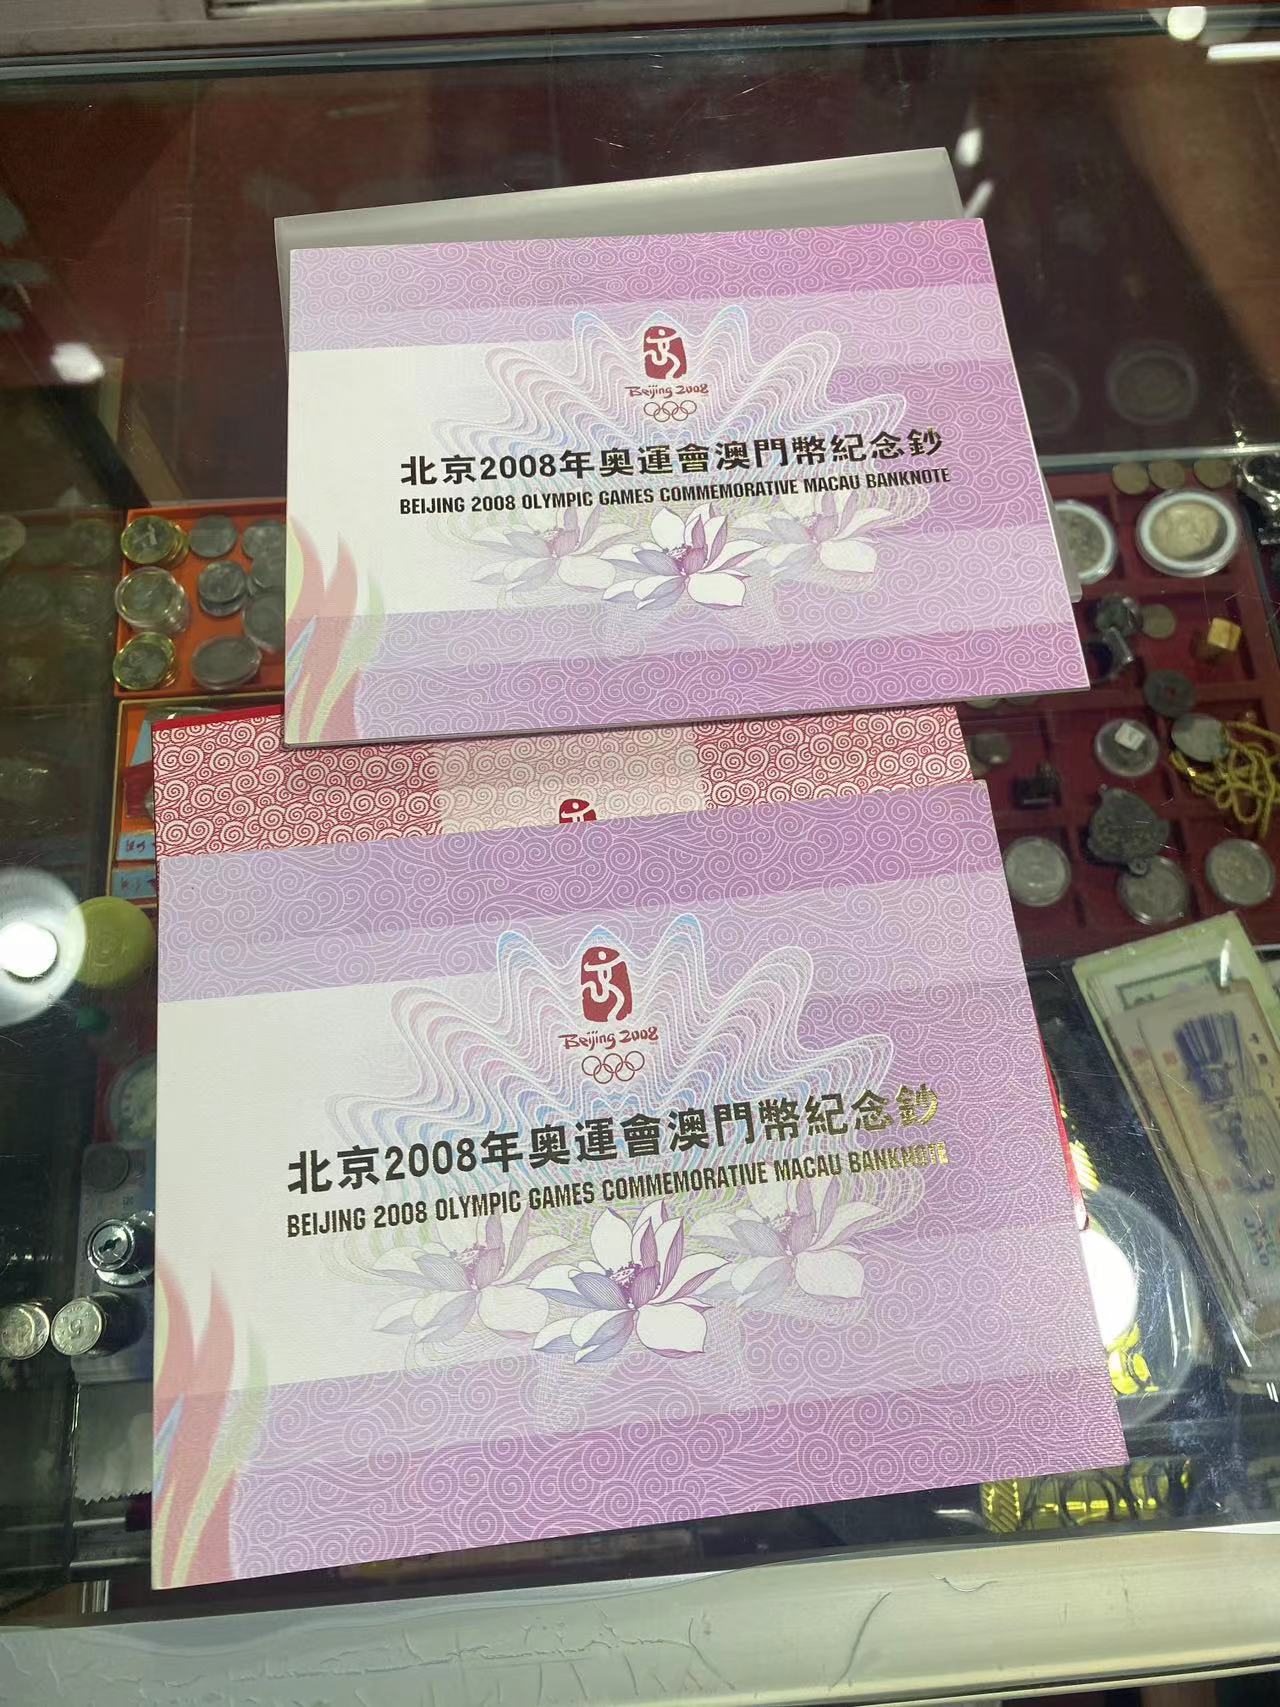 Beijing 2008
北京2008年奥運會澳門幣紀念鈔
BEIJING 2008 OLYMPIC GAMES COMMEMORATIVE MACAU BANKNOTE
Beijing 2008
北京2008年奥運會澳門幣紀念鈔
BEIJING 2008 OLYMPIC GAMES COMMEMORATIVE MACAU BANKNOTE